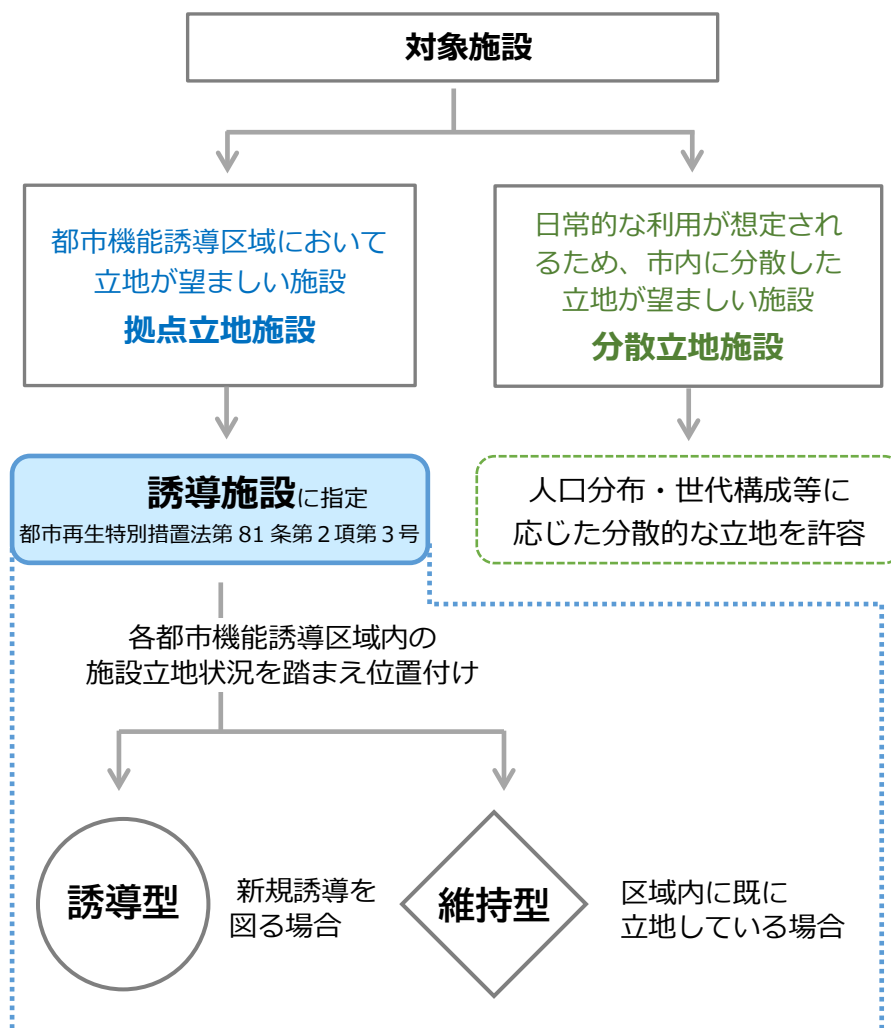 対象施設
都市機能誘導区域において
立地が望ましい施設
拠点立地施設
日常的な利用が想定され
るため、市内に分散した
立地が望ましい施設
分散立地施設
誘導施設に指定
都市再生特別措置法第 81 条第２項第３号
人口分布・世代構成等に
応じた分散的な立地を許容
各都市機能誘導区域内の
施設立地状況を踏まえ位置付け
誘導型
新規誘導を
図る場合
維持型
区域内に既に
立地している場合